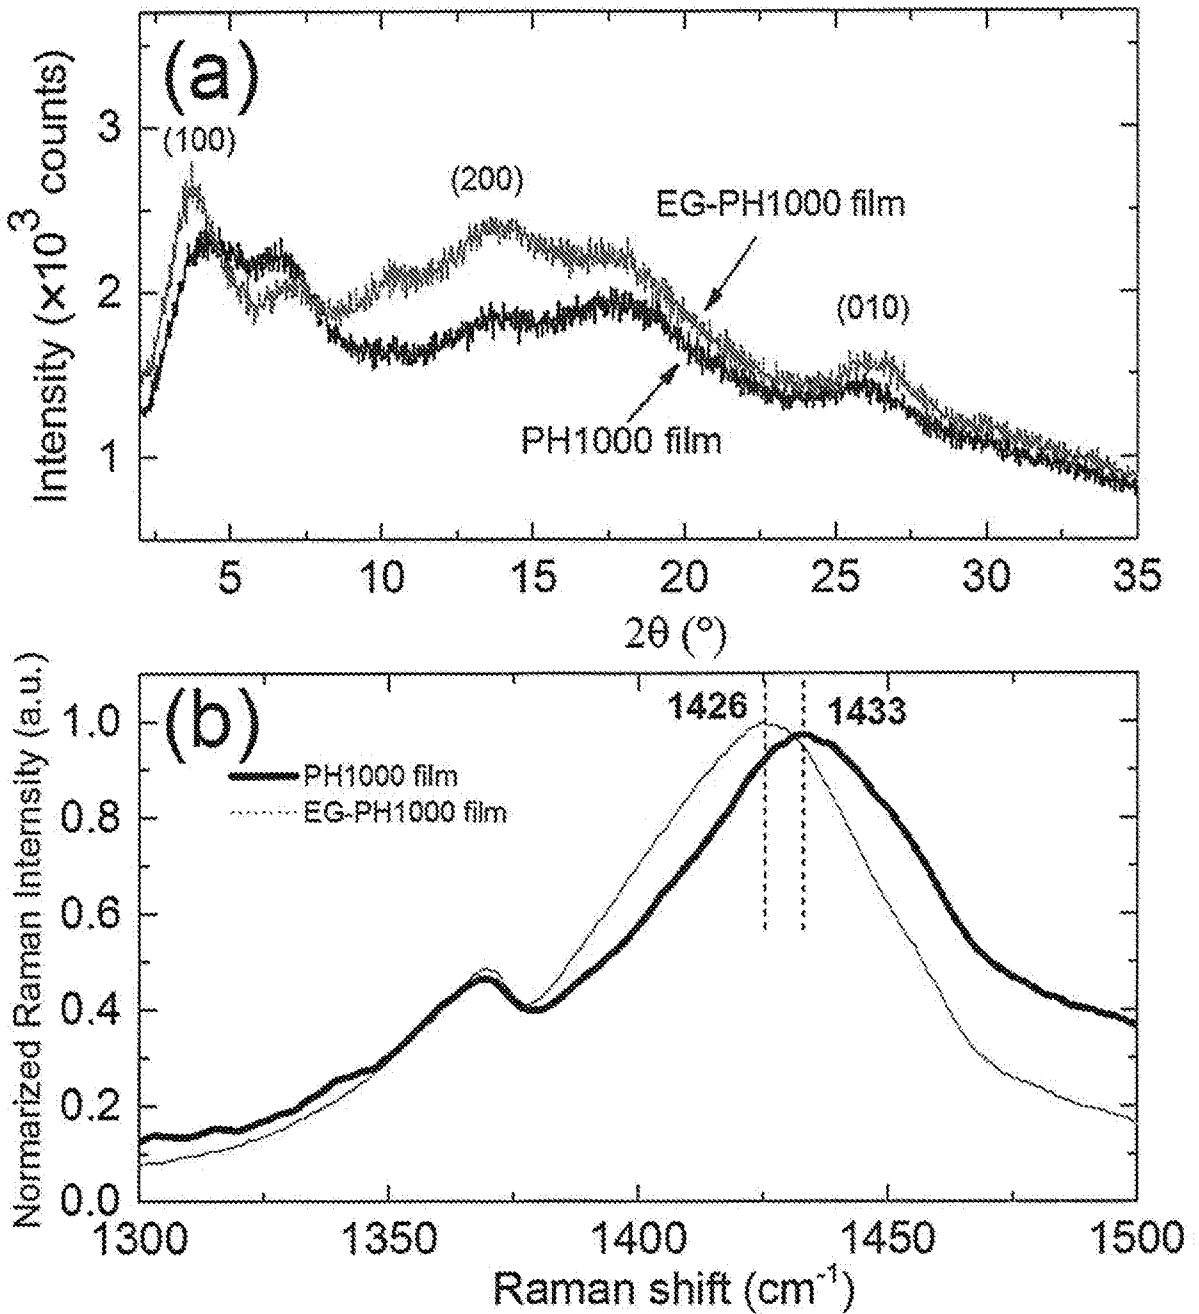 (a)
(100)
(200)
EG-PH1000 film
(010)
PH1000 film
Intensity (×10³ counts)
3
2
1
5 10 15 20 25 30 35
2θ (°)
(b)
1426 1433
PH1000 film
EG-PH1000 film
Normarized Raman Internsity (a.u.)
1.0
0.8
0.6
0.4
0.2
0.0
1300 1350 1400 1450 1500
Raman shift (cm⁻¹)